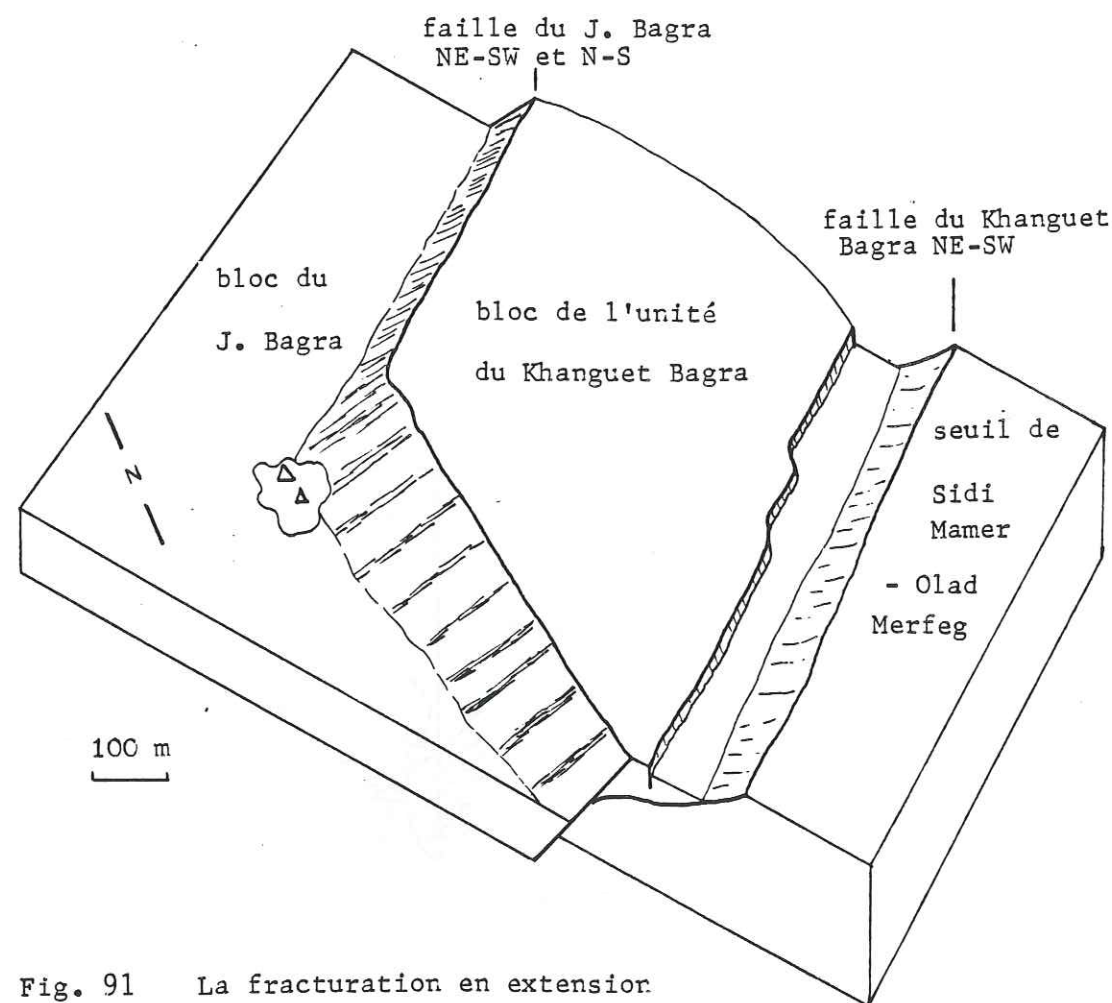 faille du J. Bagra
NE-SW et N-S
faille du Khanguet
Bagra NE-SW
bloc du
J. Bagra
bloc de l'unité
du Khanguet Bagra
seuil de
Sidi
Mamer
- Olad
Merfeg
N
100 m
Fig. 91 La fracturation en extension